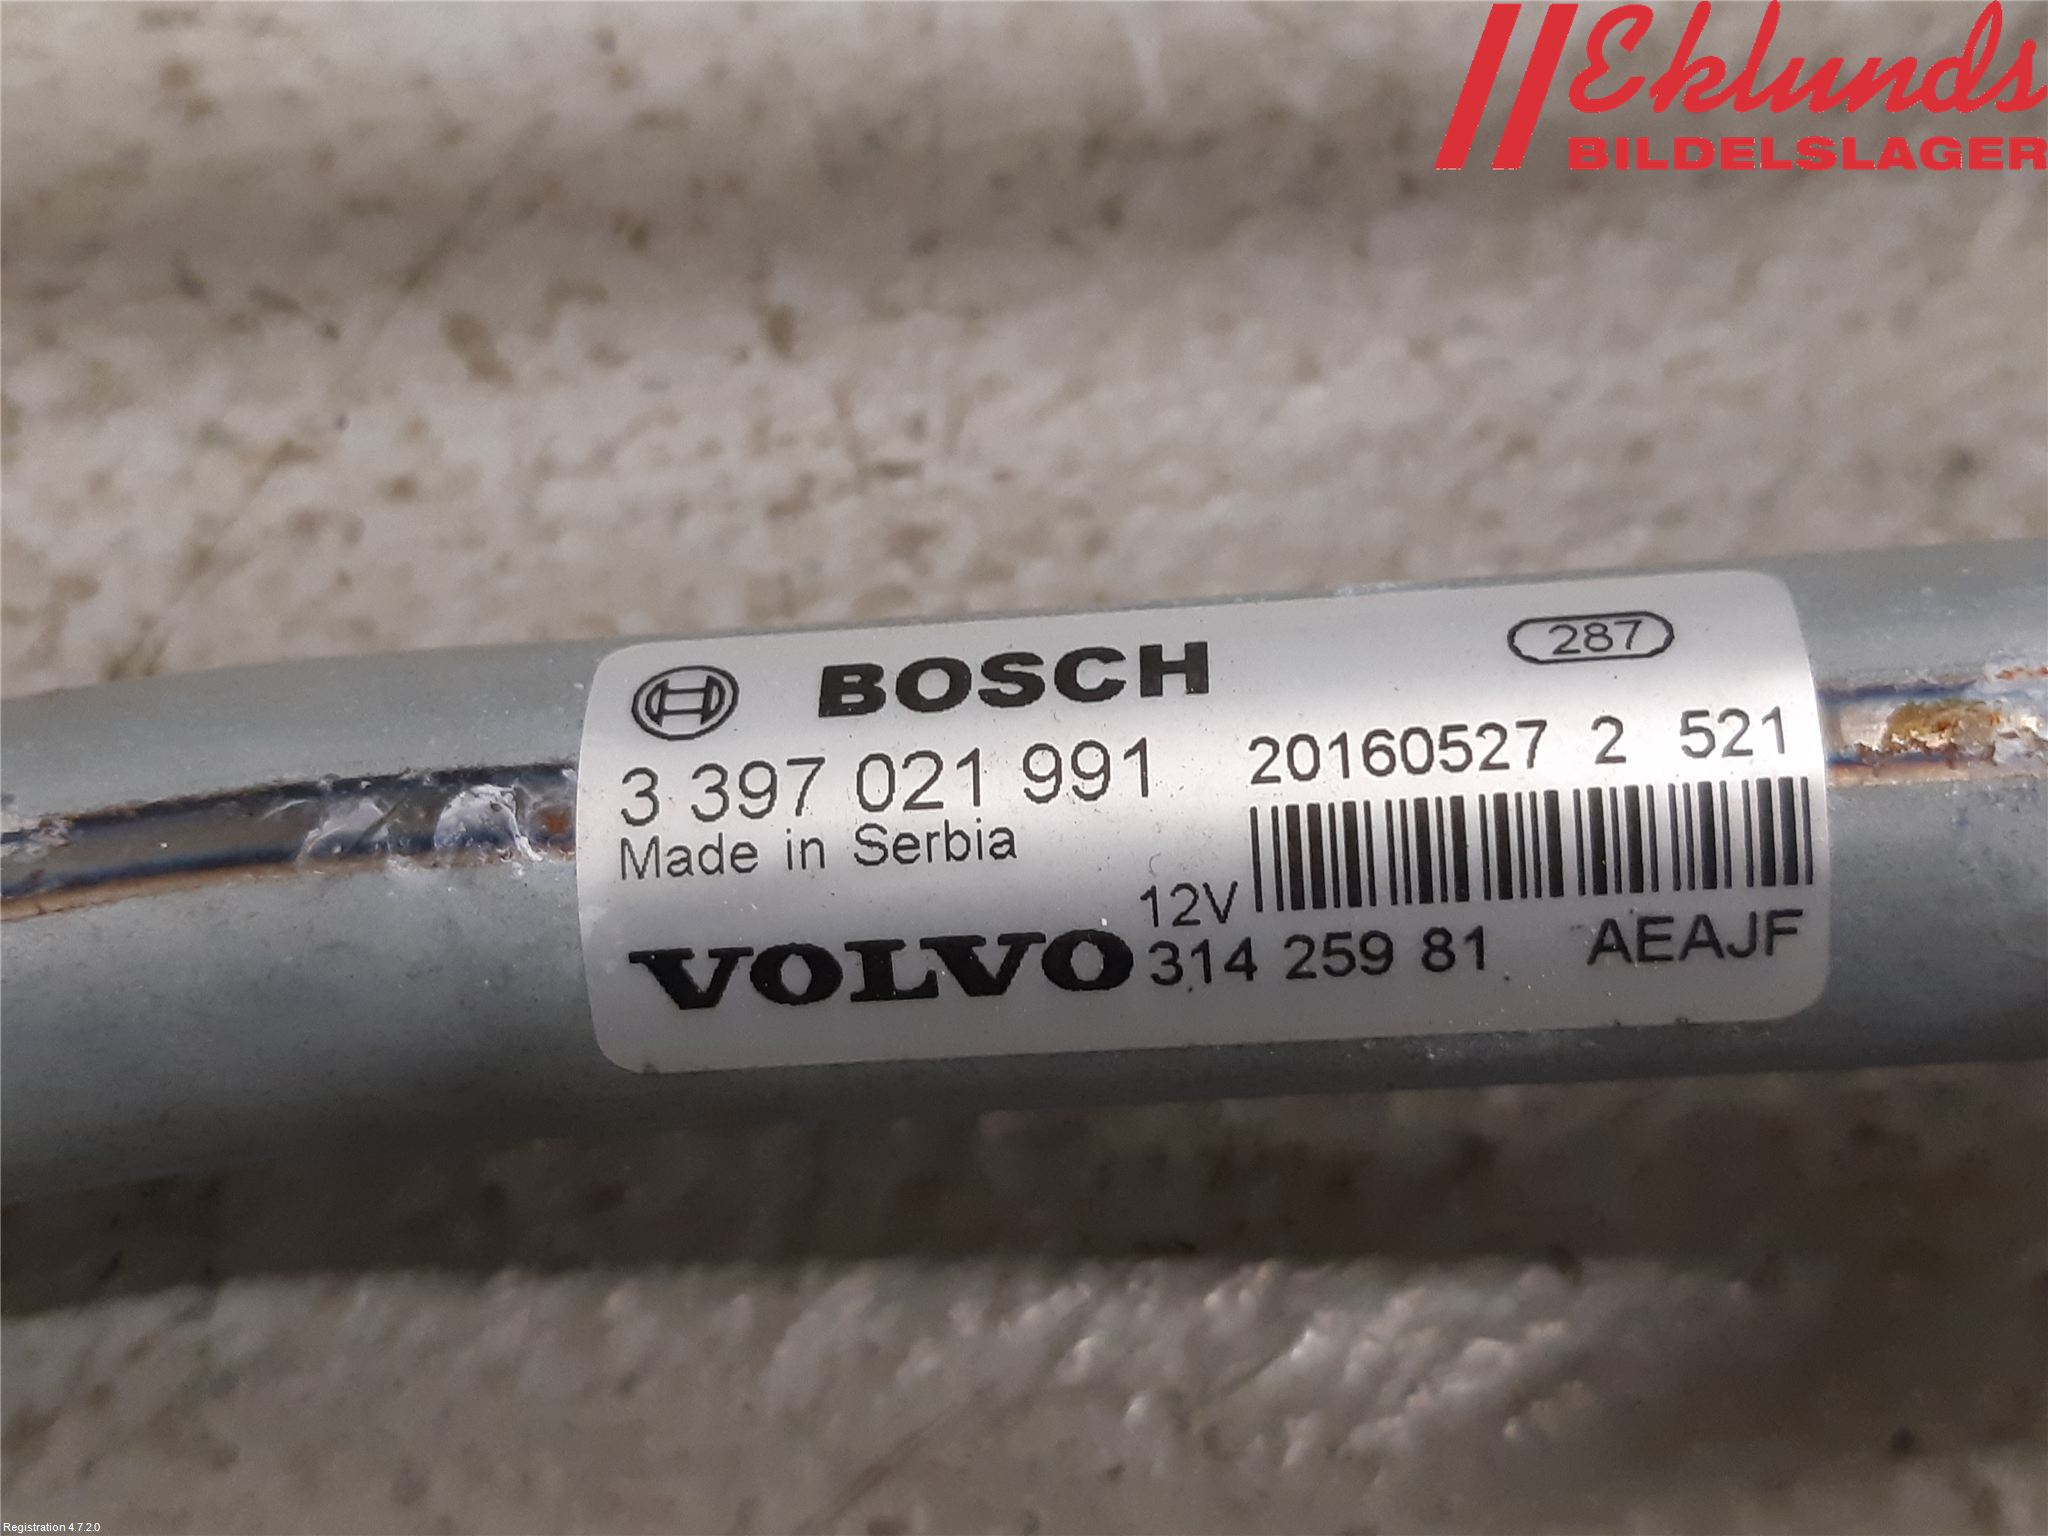 Eklunds
BILDELSLAGER
BOSCH
287
3 397 021 991
20160527 2 521
Made in Serbia
12V
VOLVO 314 259 81 AEAJF
Registration 4.7.2.0